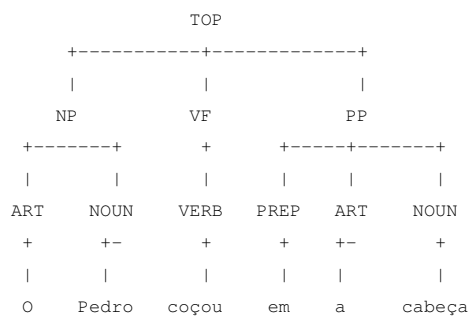 TOP
NP VF PP
ART NOUN VERB PREP ART NOUN
O Pedro coçou em a cabeça